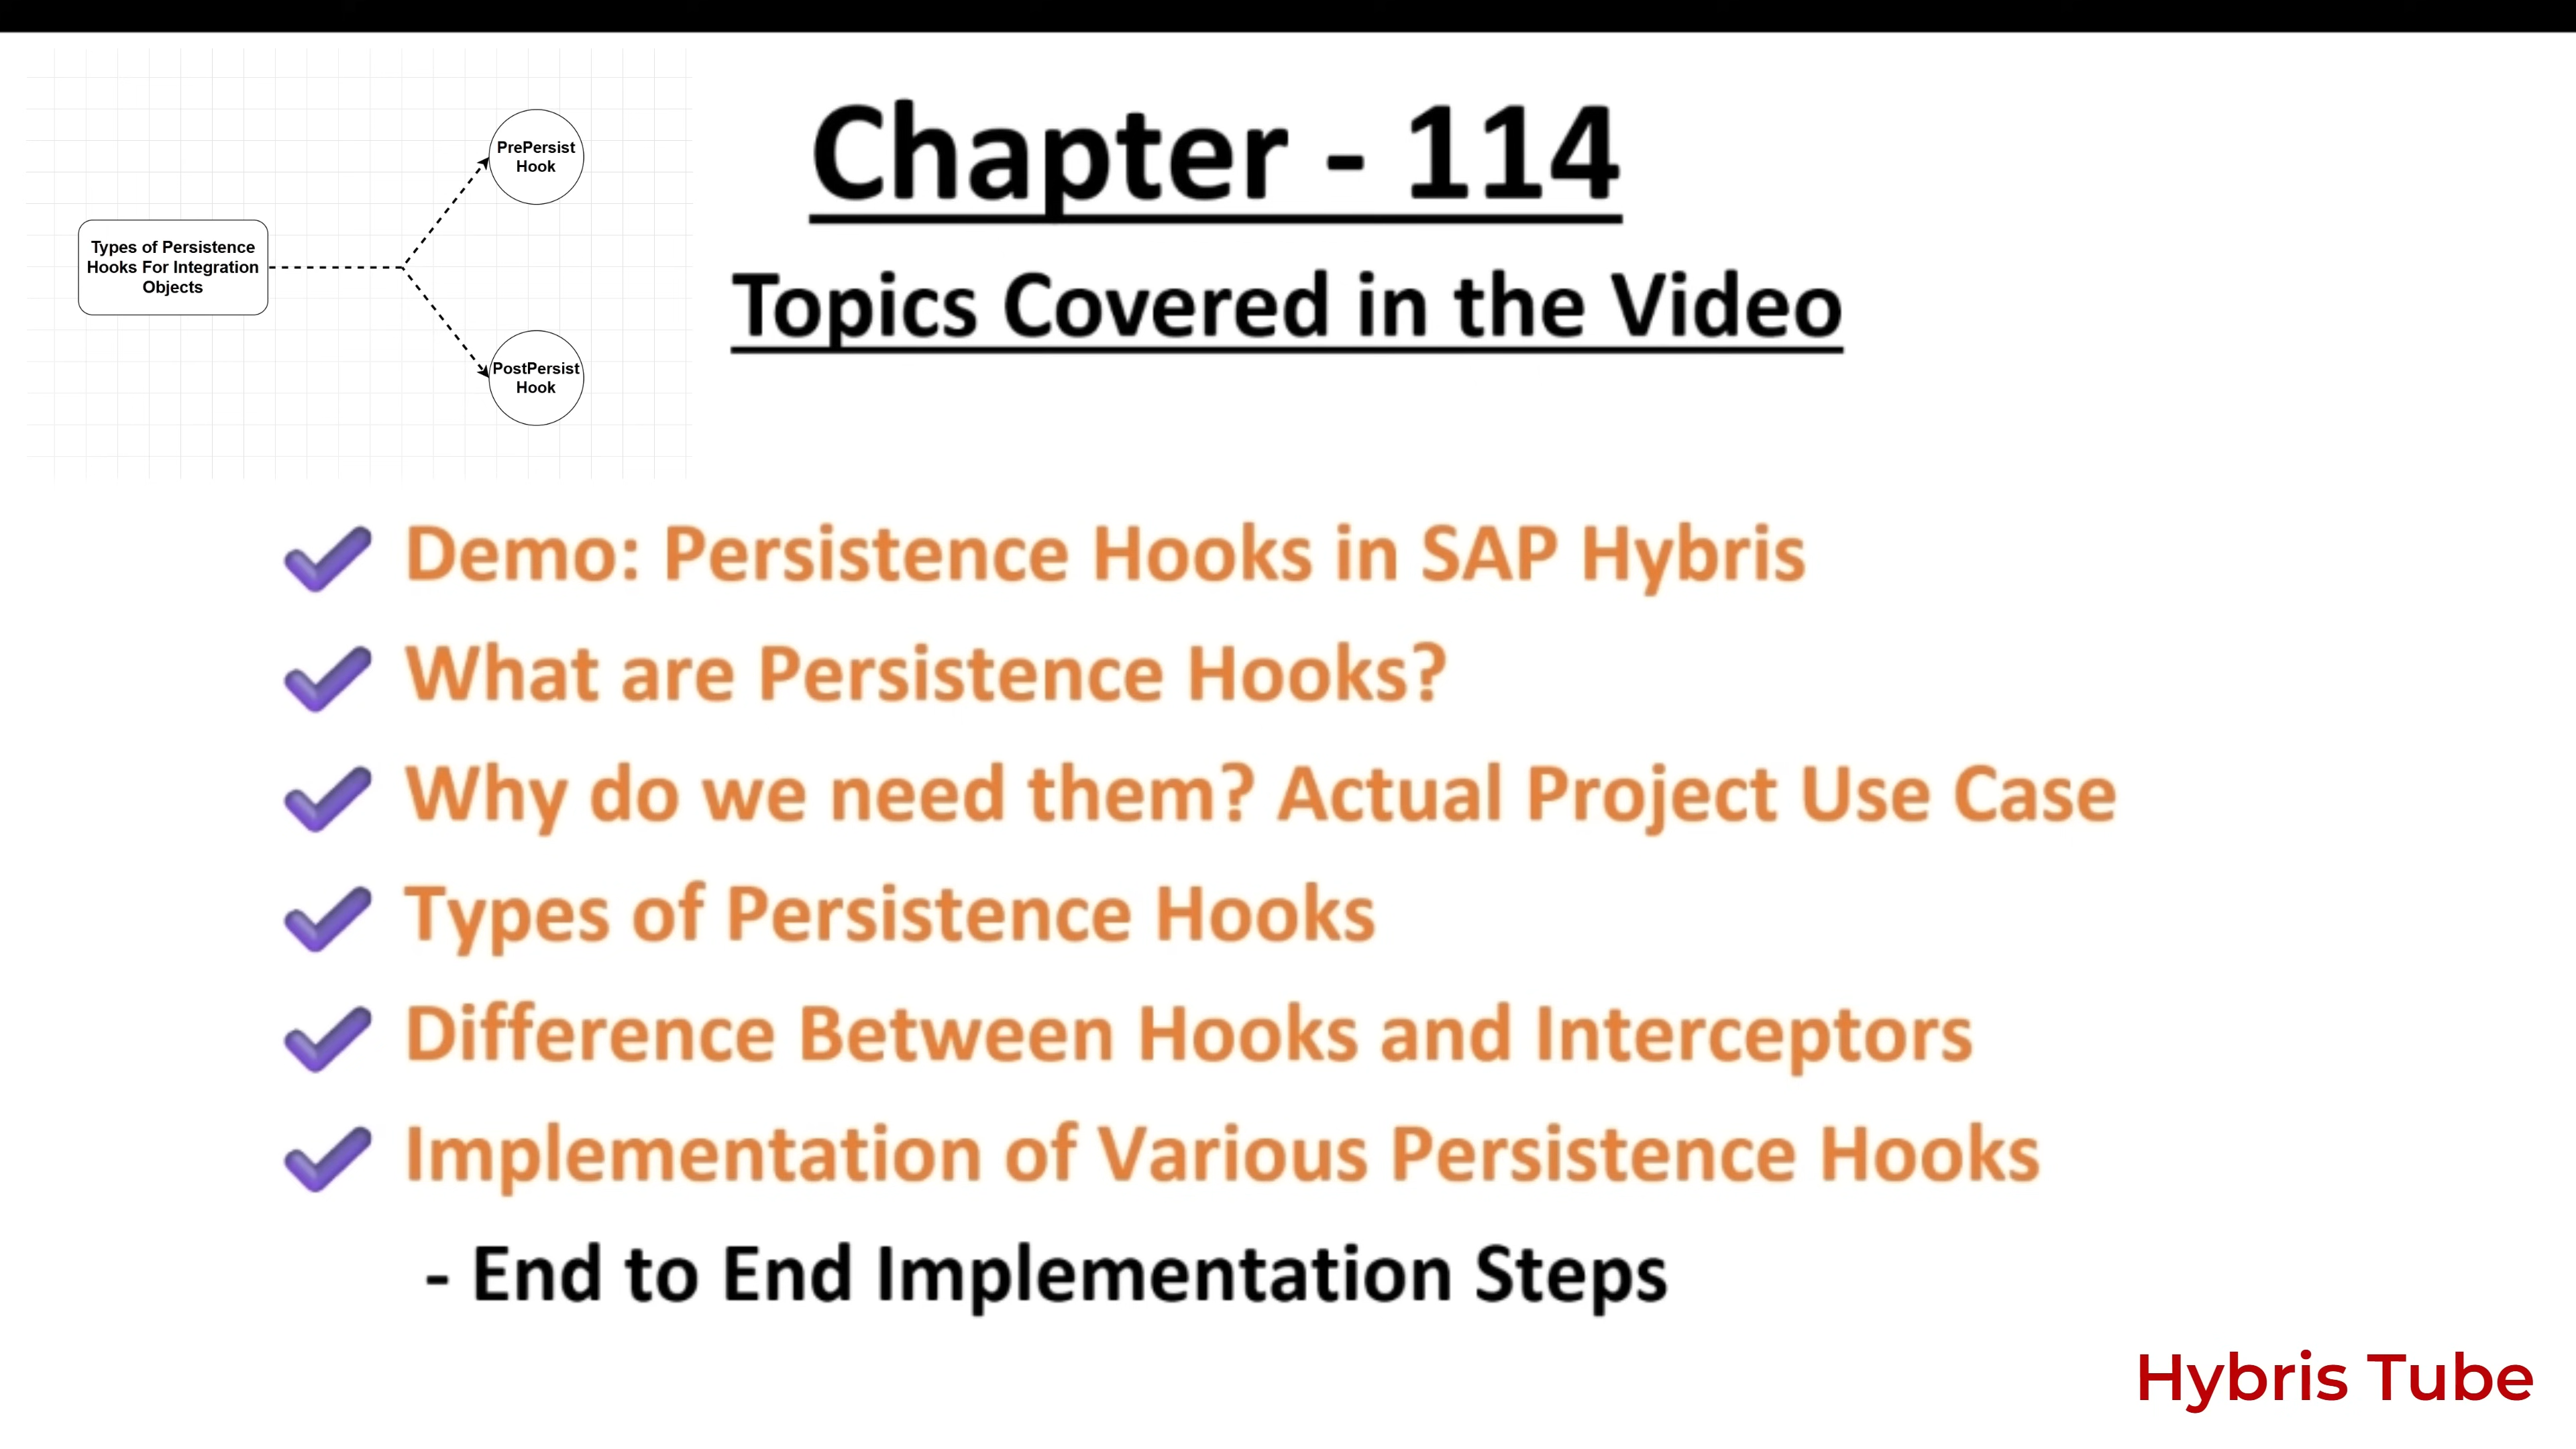 PrePersist
Hook
Types of Persistence
Hooks For Integration
Objects
PostPersist
Hook
Chapter - 114
Topics Covered in the Video
Demo: Persistence Hooks in SAP Hybris
What are Persistence Hooks?
Why do we need them? Actual Project Use Case
Types of Persistence Hooks
Difference Between Hooks and Interceptors
Implementation of Various Persistence Hooks
- End to End Implementation Steps
Hybris Tube